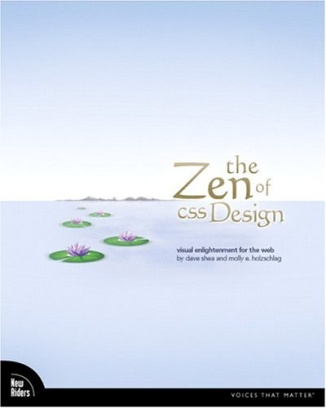 the
Zen of
css Design
visual enlightenment for the web
by dave shea and molly e. holzschlag
New
Riders
VOICES THAT MATTER™